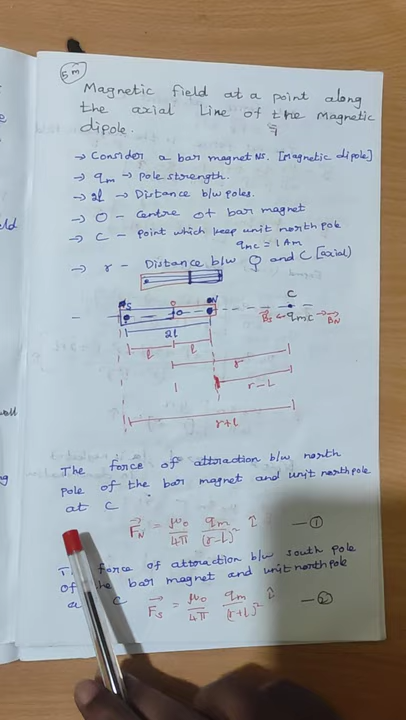 5m
Magnetic field at a point along
the axial Line of the Magnetic
dipole.
→ Consider a bar magnet NS. [Magnetic dipole]
→ qm → Pole strength.
→ 2l → Distance b/w poles.
→ O - Centre of bar magnet
→ C - Point which keep unit north pole
qmc = 1 Am
→ r - Distance b/w O and C [axial]
S O N C
B⃗S ← qmc → B⃗N
2l
l l
r
r-l
r+l
The force of attraction b/w north
Pole of the bar magnet and unit north pole
at C
F⃗N = μ0/4π qm/(r-l)² î —①
force of attraction b/w south pole
of the bar magnet and unit north pole
C F⃗S = μ0/4π qm/(r+l)² î —②